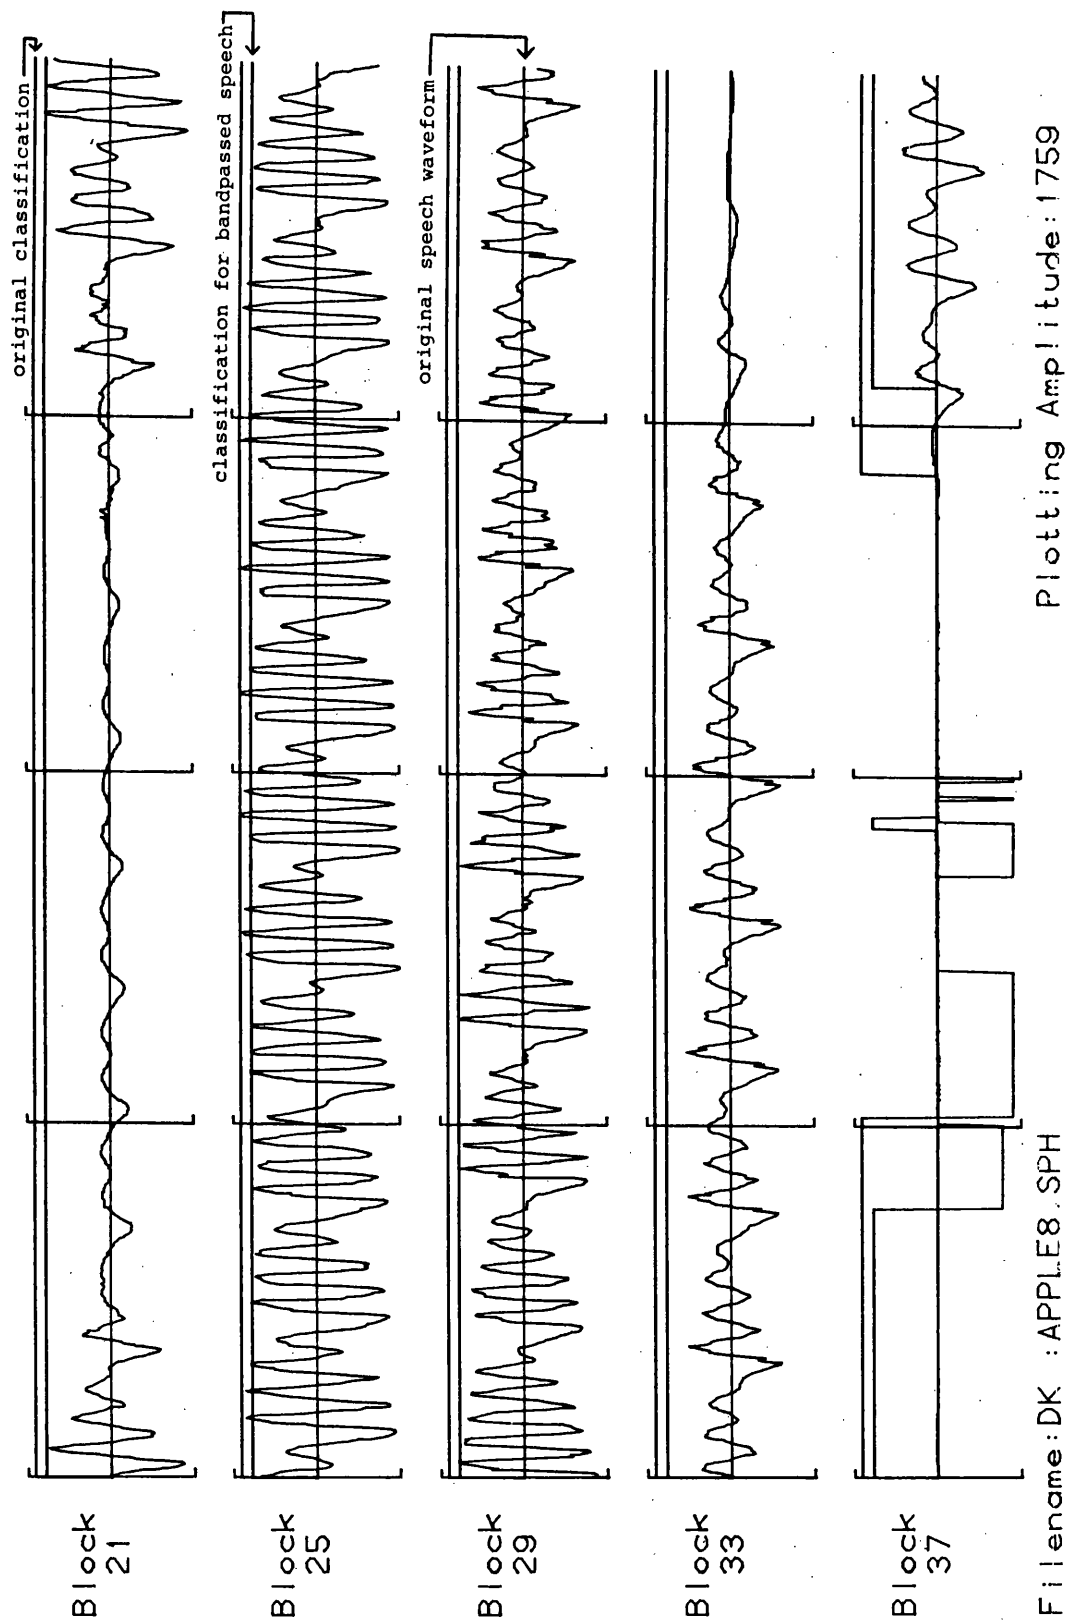 original classification
classification for bandpassed speech
original speech waveform
Block
21
Block
25
Block
29
Block
33
Block
37
Filename:DK :APPLE8.SPH
Plotting Amplitude:1759